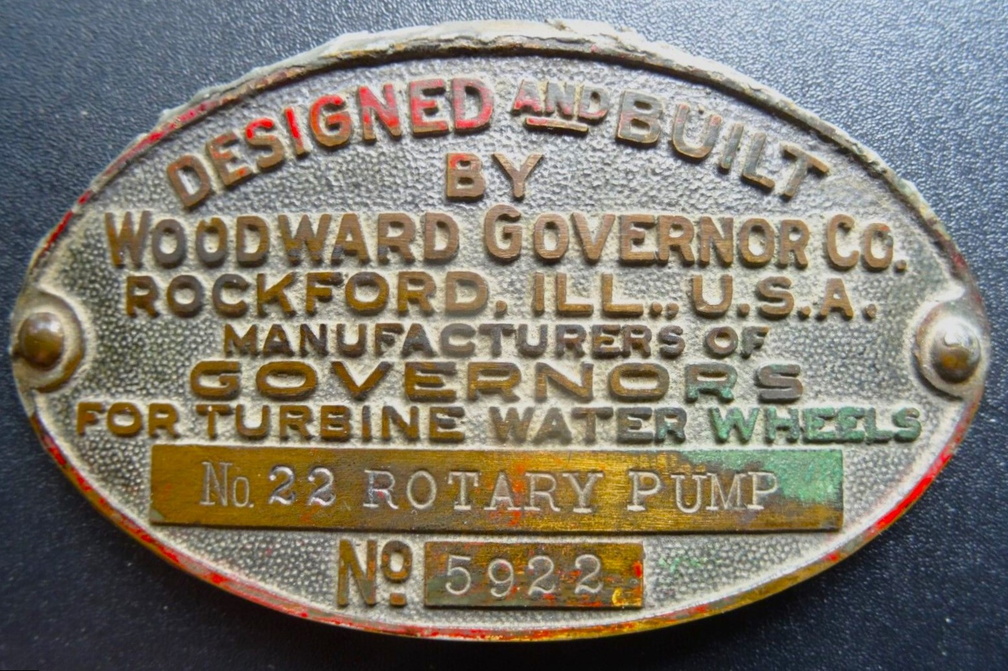 DESIGNED AND BUILT
BY
WOODWARD GOVERNOR CO.
ROCKFORD, ILL., U.S.A.
MANUFACTURERS OF
GOVERNORS
FOR TURBINE WATER WHEELS
No. 22 ROTARY PUMP
No 5922